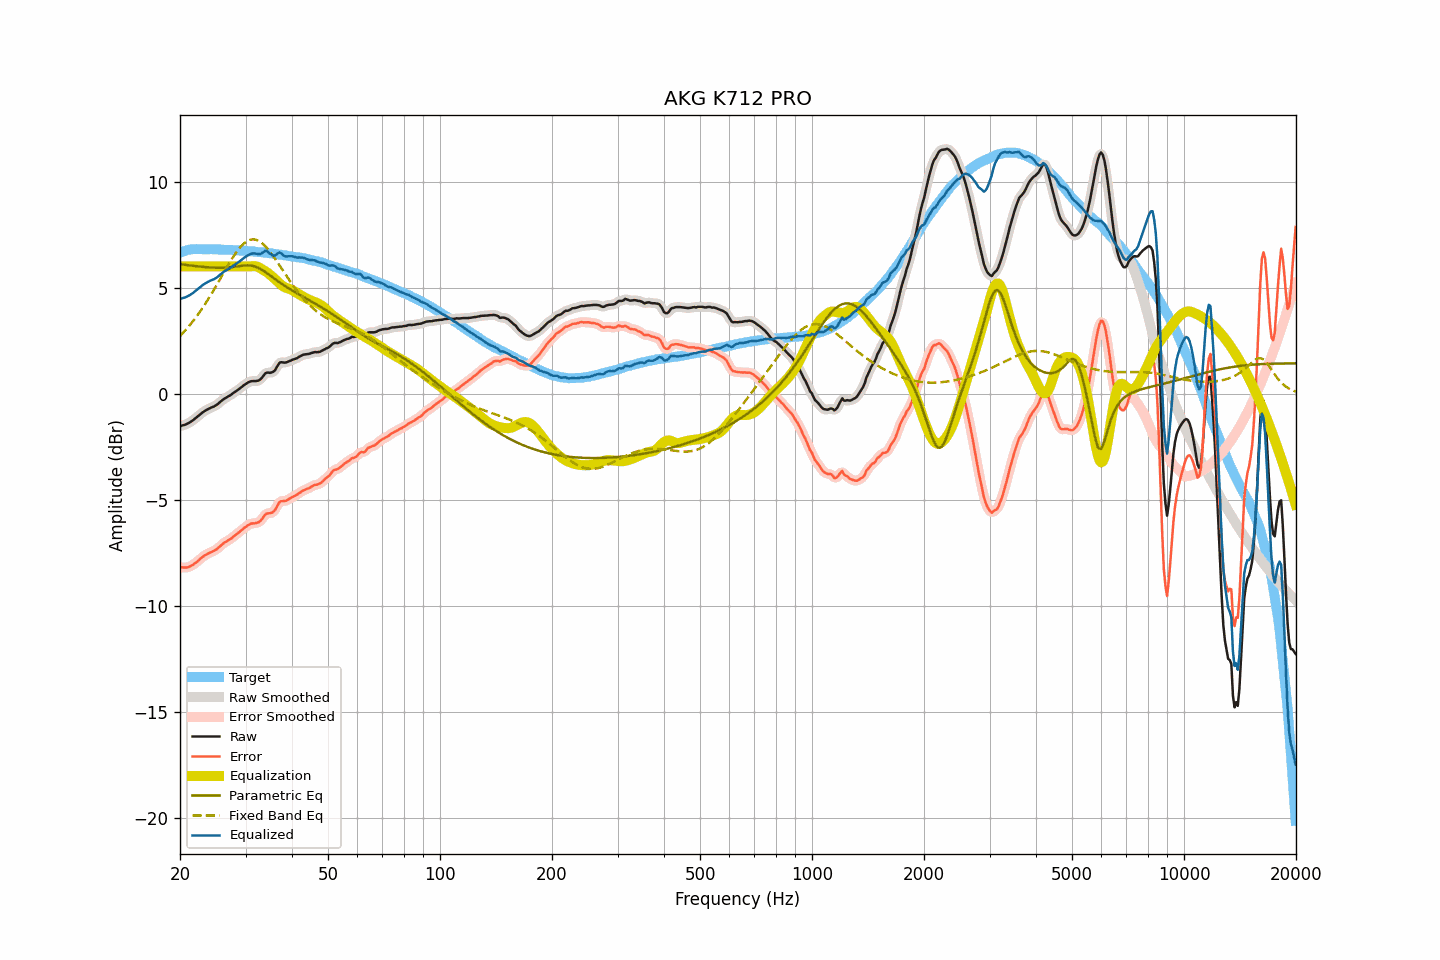 AKG K712 PRO
Amplitude (dBr)
10
5
0
−5
−10
−15
−20
Target
Raw Smoothed
Error Smoothed
Raw
Error
Equalization
Parametric Eq
Fixed Band Eq
Equalized
20 50 100 200 500 1000 2000 5000 10000 20000
Frequency (Hz)